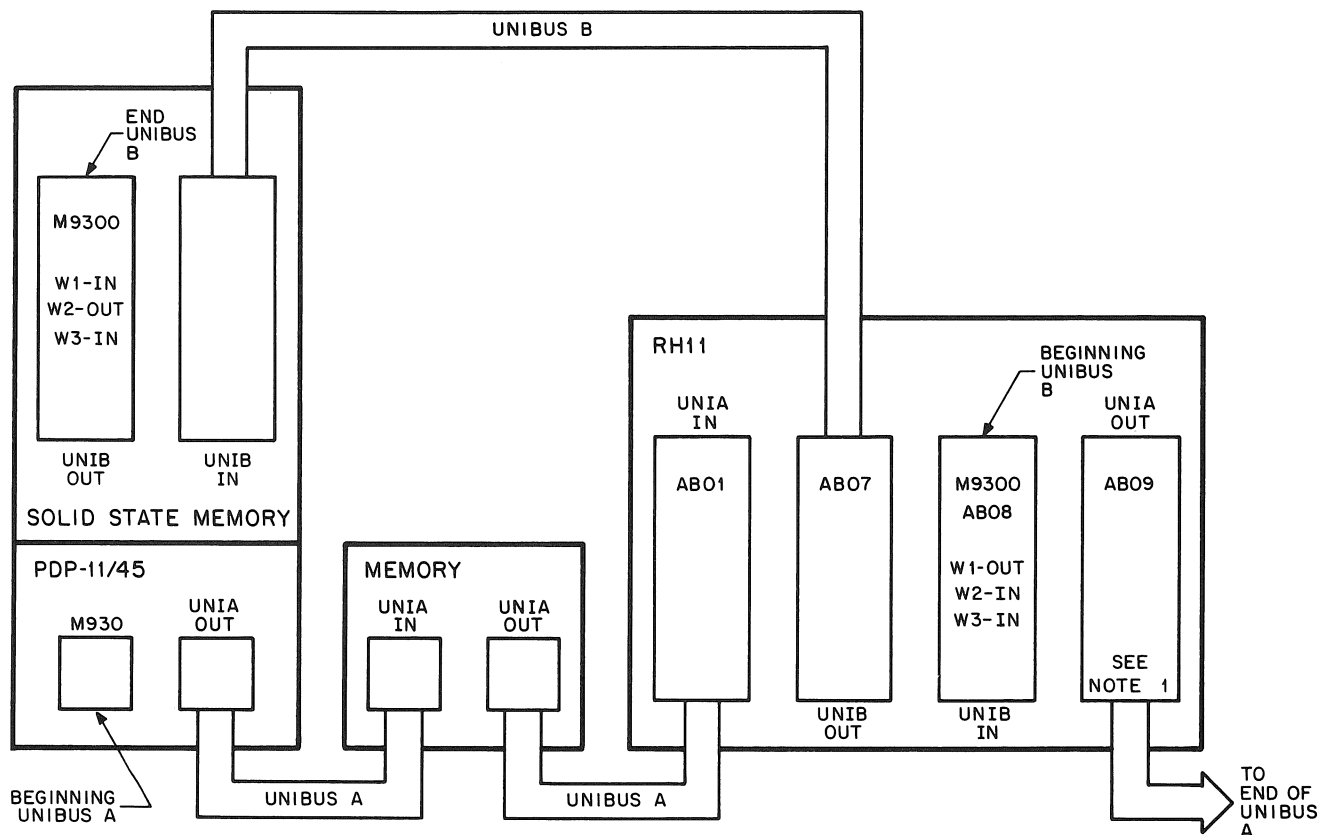 UNIBUS B
END
UNIBUS
B
M9300
W1-IN
W2-OUT
W3-IN
UNIB
OUT
UNIB
IN
SOLID STATE MEMORY
RH11
BEGINNING
UNIBUS
B
UNIA
IN
UNIA
OUT
AB01
AB07
M9300
AB08
W1-OUT
W2-IN
W3-IN
AB09
SEE
NOTE 1
UNIB
OUT
UNIB
IN
PDP-11/45
M930
UNIA
OUT
MEMORY
UNIA
IN
UNIA
OUT
BEGINNING
UNIBUS A
UNIBUS A
UNIBUS A
TO
END OF
UNIBUS
A